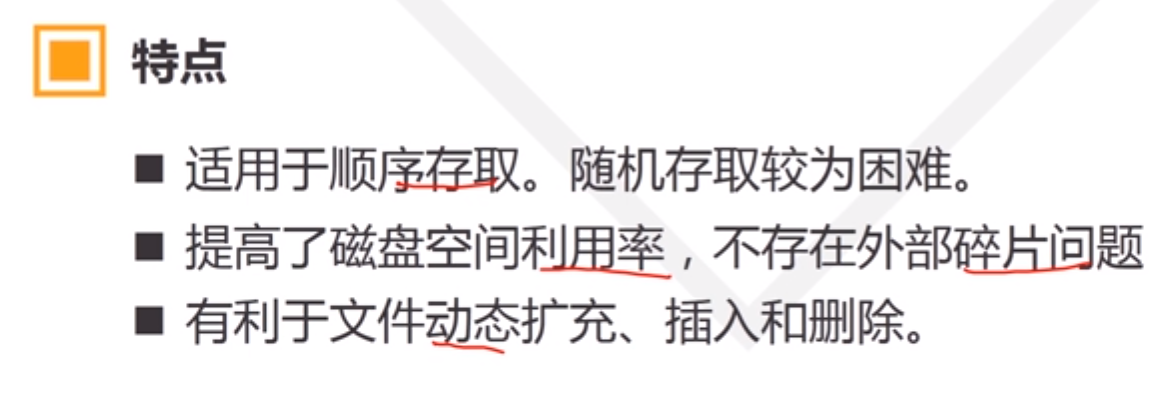 特点
适用于顺序存取。随机存取较为困难。
提高了磁盘空间利用率，不存在外部碎片问题
有利于文件动态扩充、插入和删除。